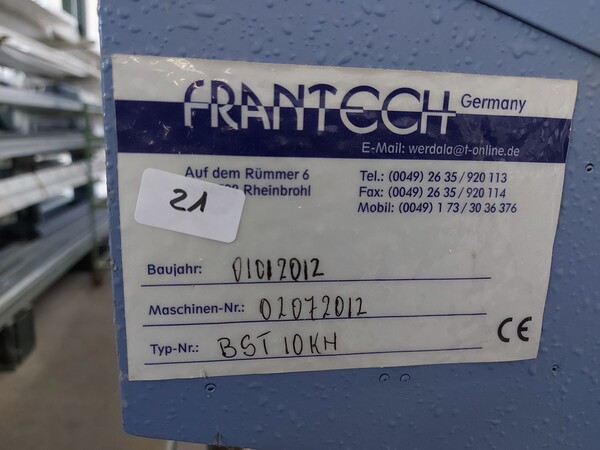 FRANTECH Germany
E-Mail: werdala@t-online.de
Auf dem Rümmer 6
Rheinbrohl
Tel.: (0049) 26 35 / 920 113
Fax: (0049) 26 35 / 920 114
Mobil: (0049) 1 73 / 30 36 376
21
Baujahr: 01012012
Maschinen-Nr.: 02072012
Typ-Nr.: BST 10KH
CE